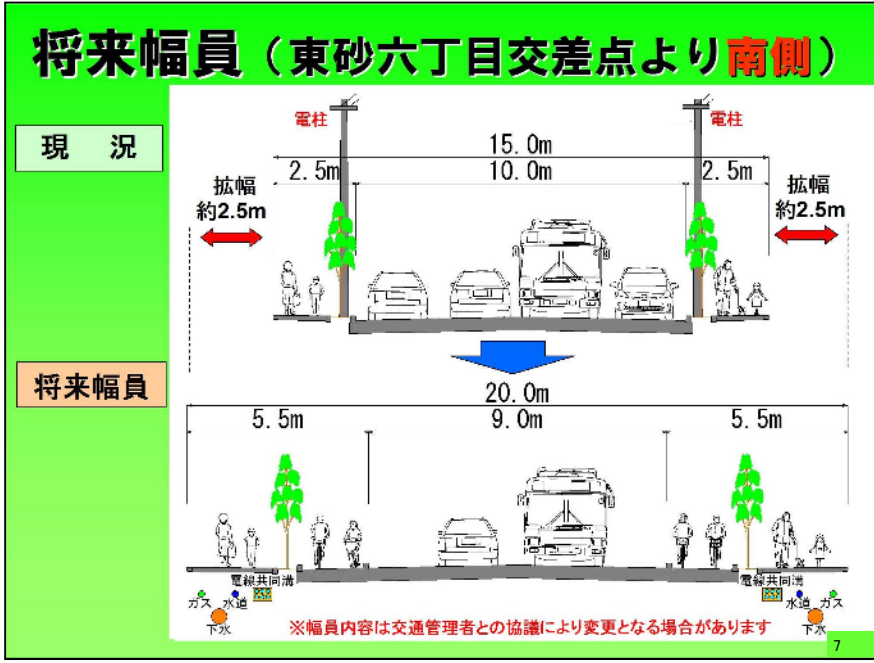 将来幅員（東砂六丁目交差点より南側）
現 況
電柱
電柱
15.0m
2.5m
10.0m
2.5m
拡幅
約2.5m
拡幅
約2.5m
将来幅員
20.0m
5.5m
9.0m
5.5m
電線共同溝
電線共同溝
ガス
水道
下水
水道
ガス
下水
※幅員内容は交通管理者との協議により変更となる場合があります
7